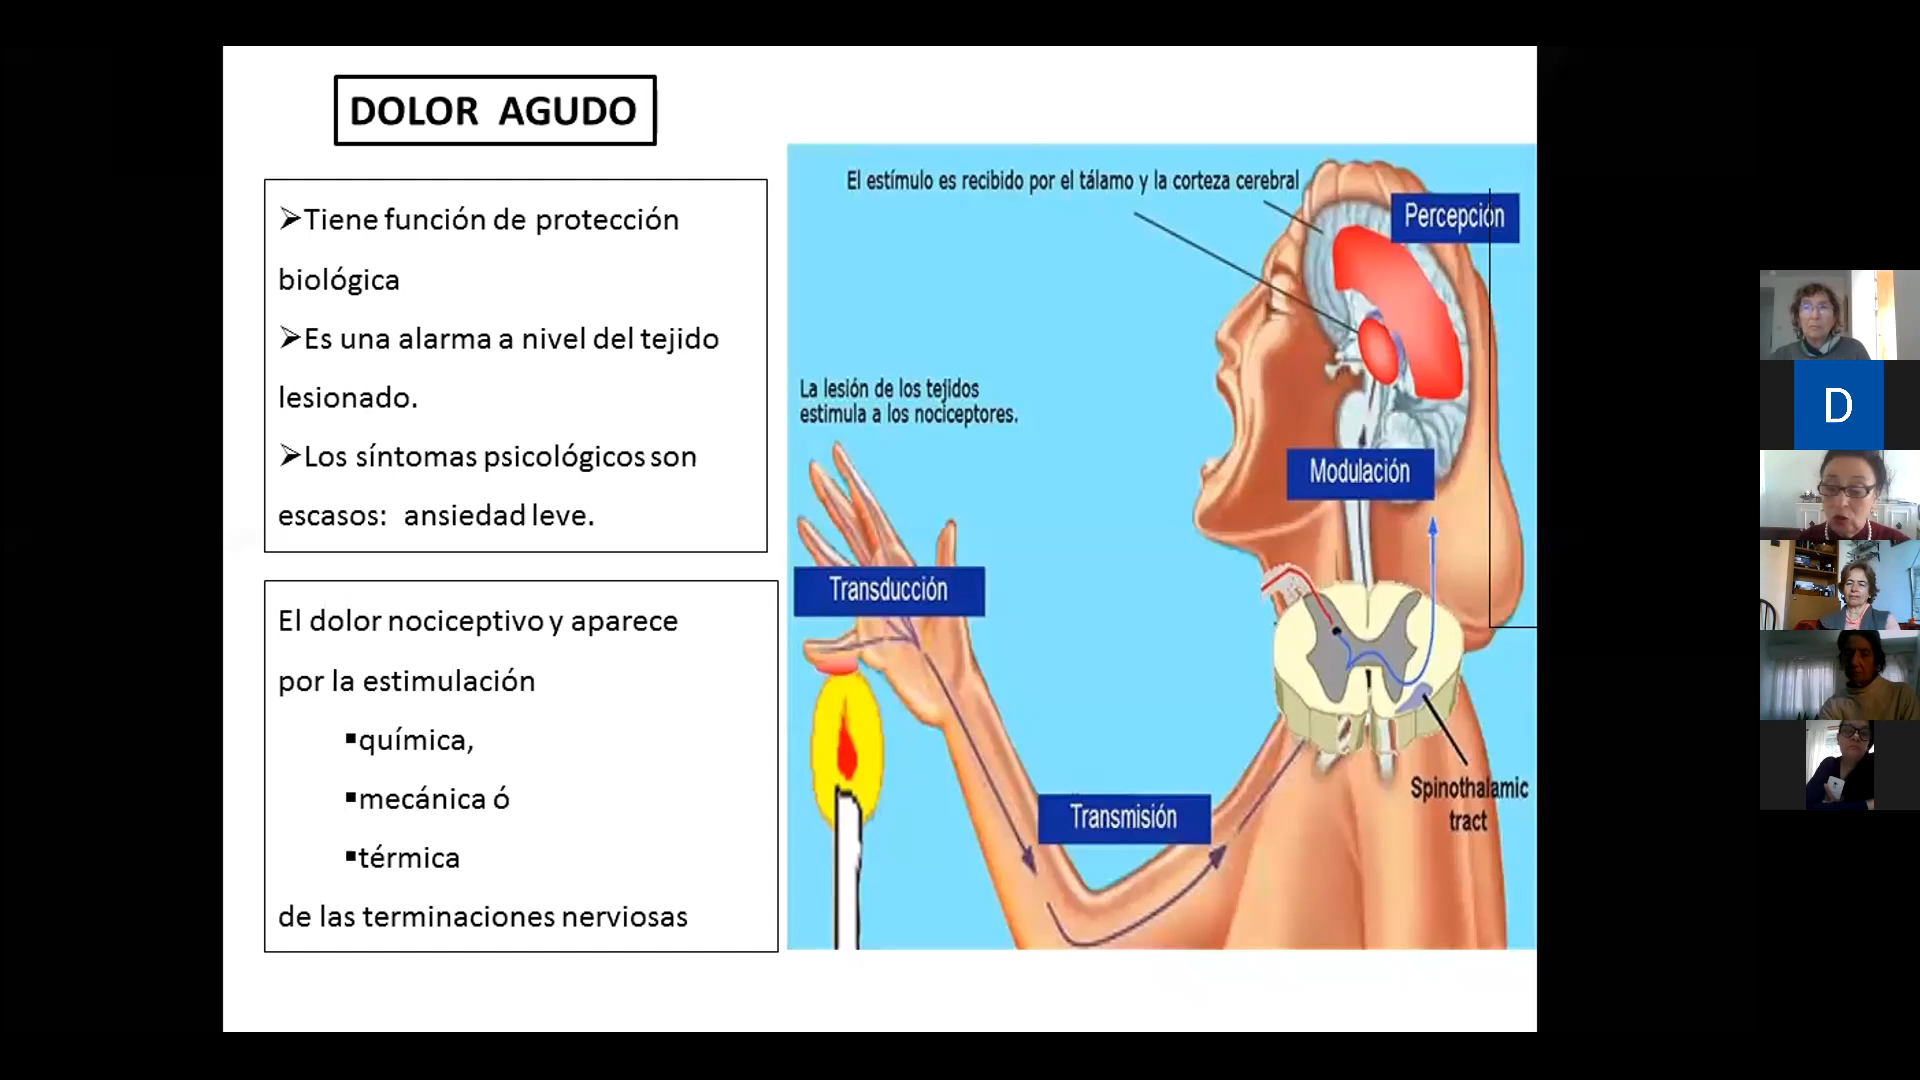 DOLOR AGUDO
➢Tiene función de protección
biológica
➢Es una alarma a nivel del tejido
lesionado.
➢Los síntomas psicológicos son
escasos: ansiedad leve.
El dolor nociceptivo y aparece
por la estimulación
▪química,
▪mecánica ó
▪térmica
de las terminaciones nerviosas
El estímulo es recibido por el tálamo y la corteza cerebral
Percepción
La lesión de los tejidos
estimula a los nociceptores.
Modulación
Transducción
Transmisión
Spinothalamic
tract
D